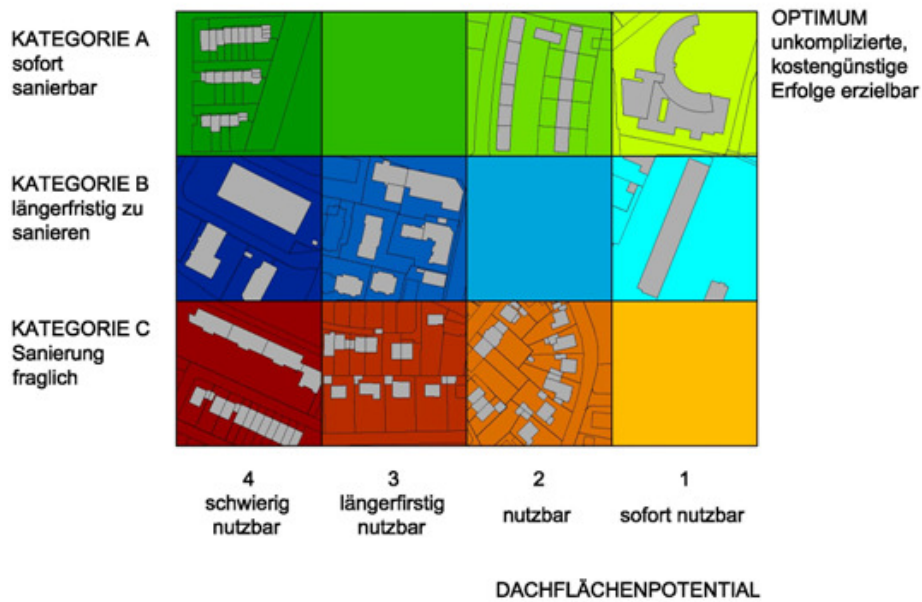 KATEGORIE A
sofort
sanierbar
OPTIMUM
unkomplizierte,
kostengünstige
Erfolge erzielbar
KATEGORIE B
längerfristig zu
sanieren
KATEGORIE C
Sanierung
fraglich
4
schwierig
nutzbar
3
längerfirstig
nutzbar
2
nutzbar
1
sofort nutzbar
DACHFLÄCHENPOTENTIAL